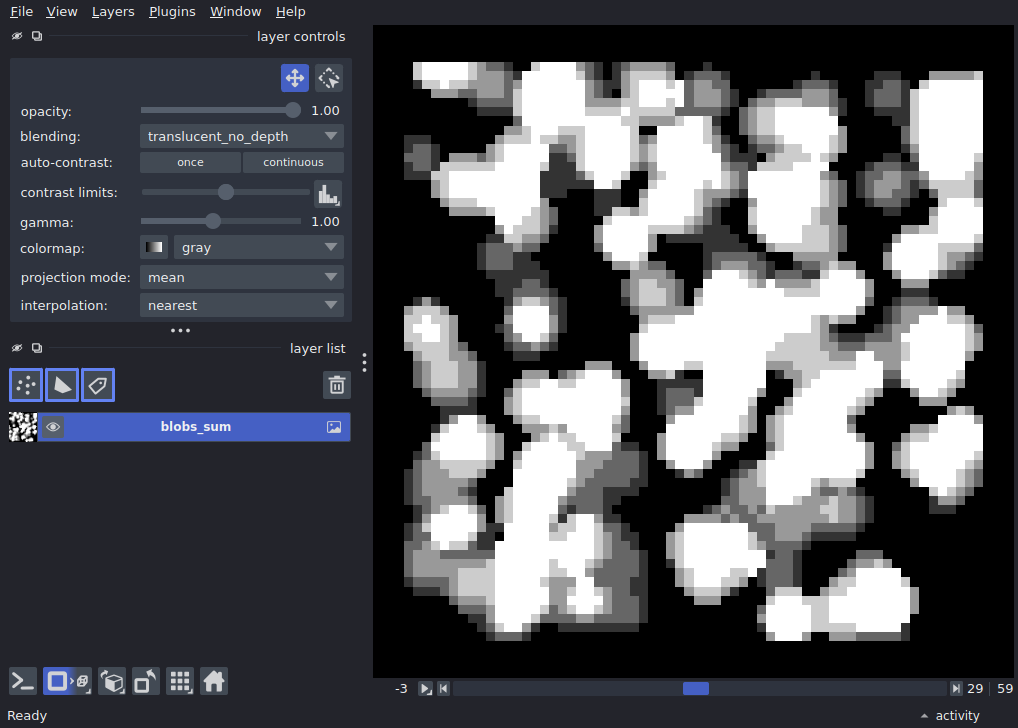 File View Layers Plugins Window Help
layer controls
opacity: 1.00
blending: translucent_no_depth
auto-contrast: once continuous
contrast limits:
gamma: 1.00
colormap: gray
projection mode: mean
interpolation: nearest
layer list
blobs_sum
-3 29 59
Ready activity